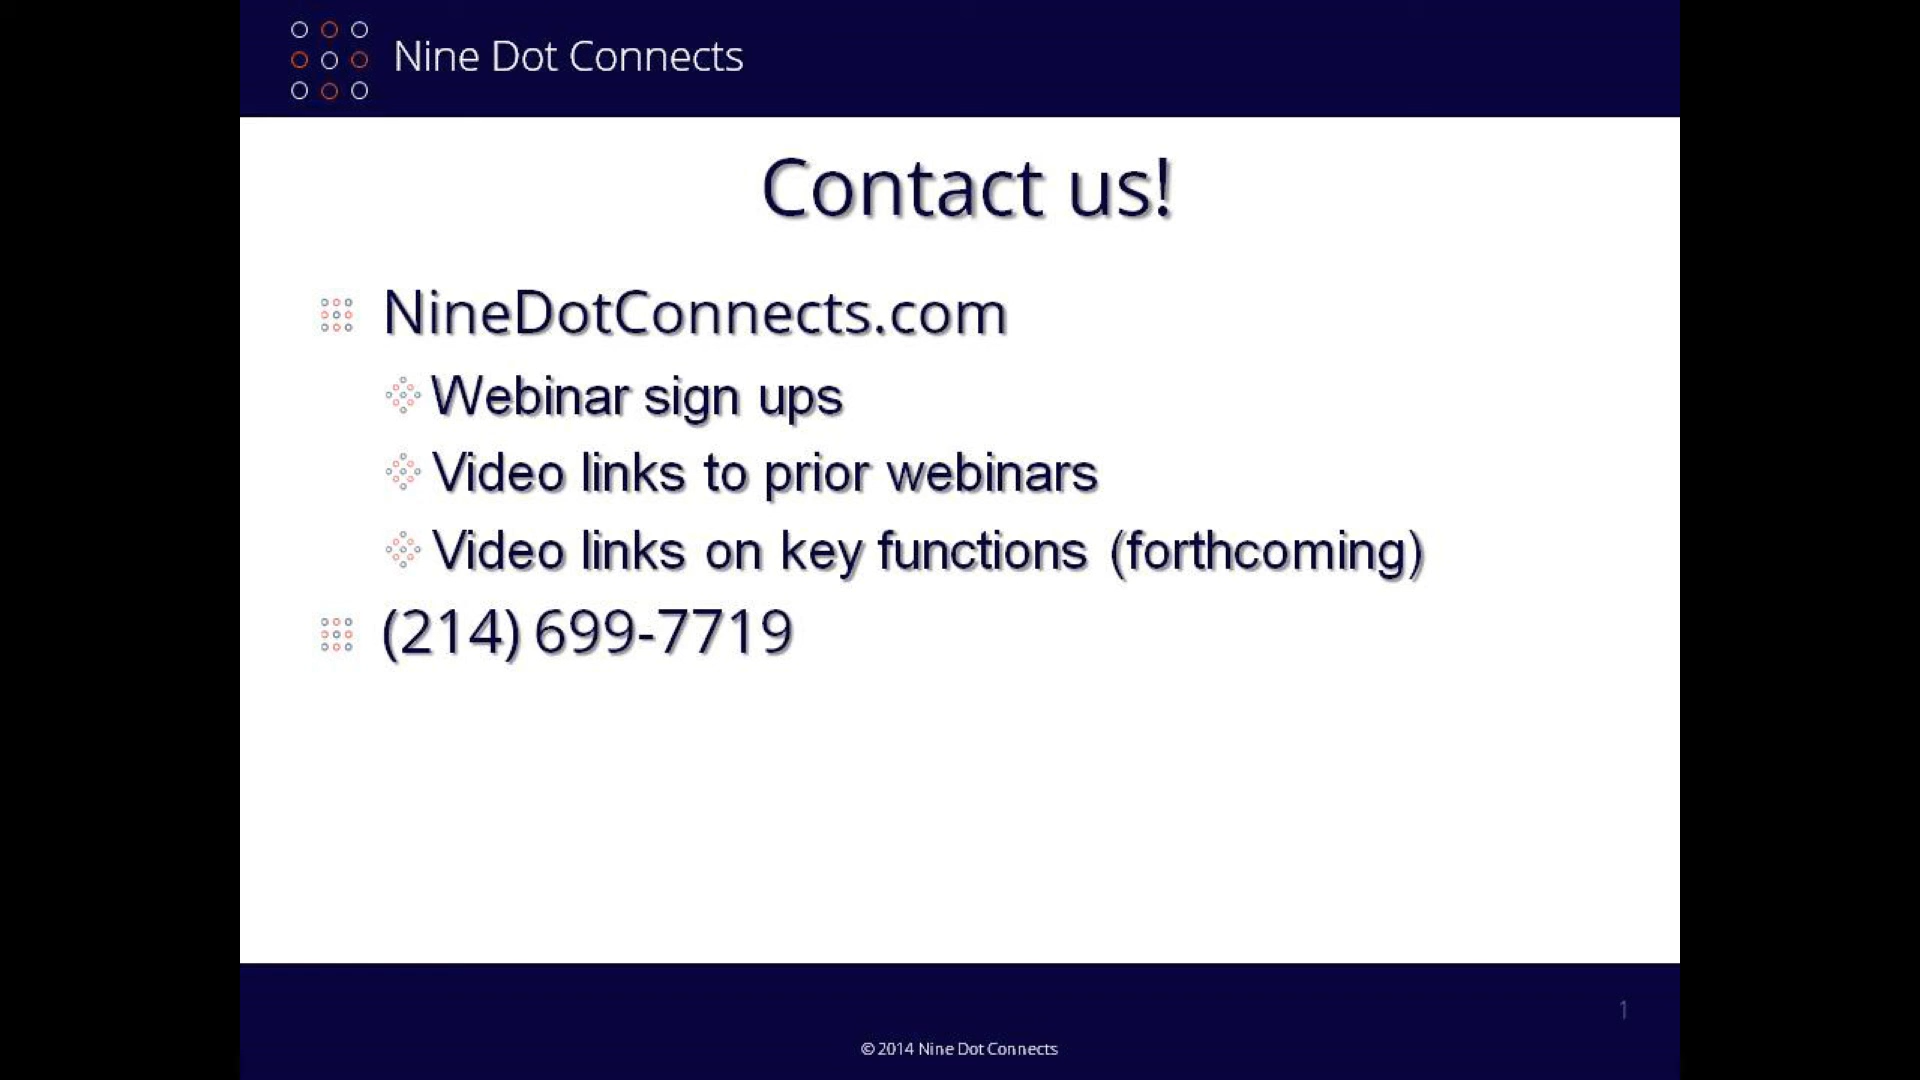 Nine Dot Connects
Contact us!
NineDotConnects.com
Webinar sign ups
Video links to prior webinars
Video links on key functions (forthcoming)
(214) 699-7719
1
© 2014 Nine Dot Connects